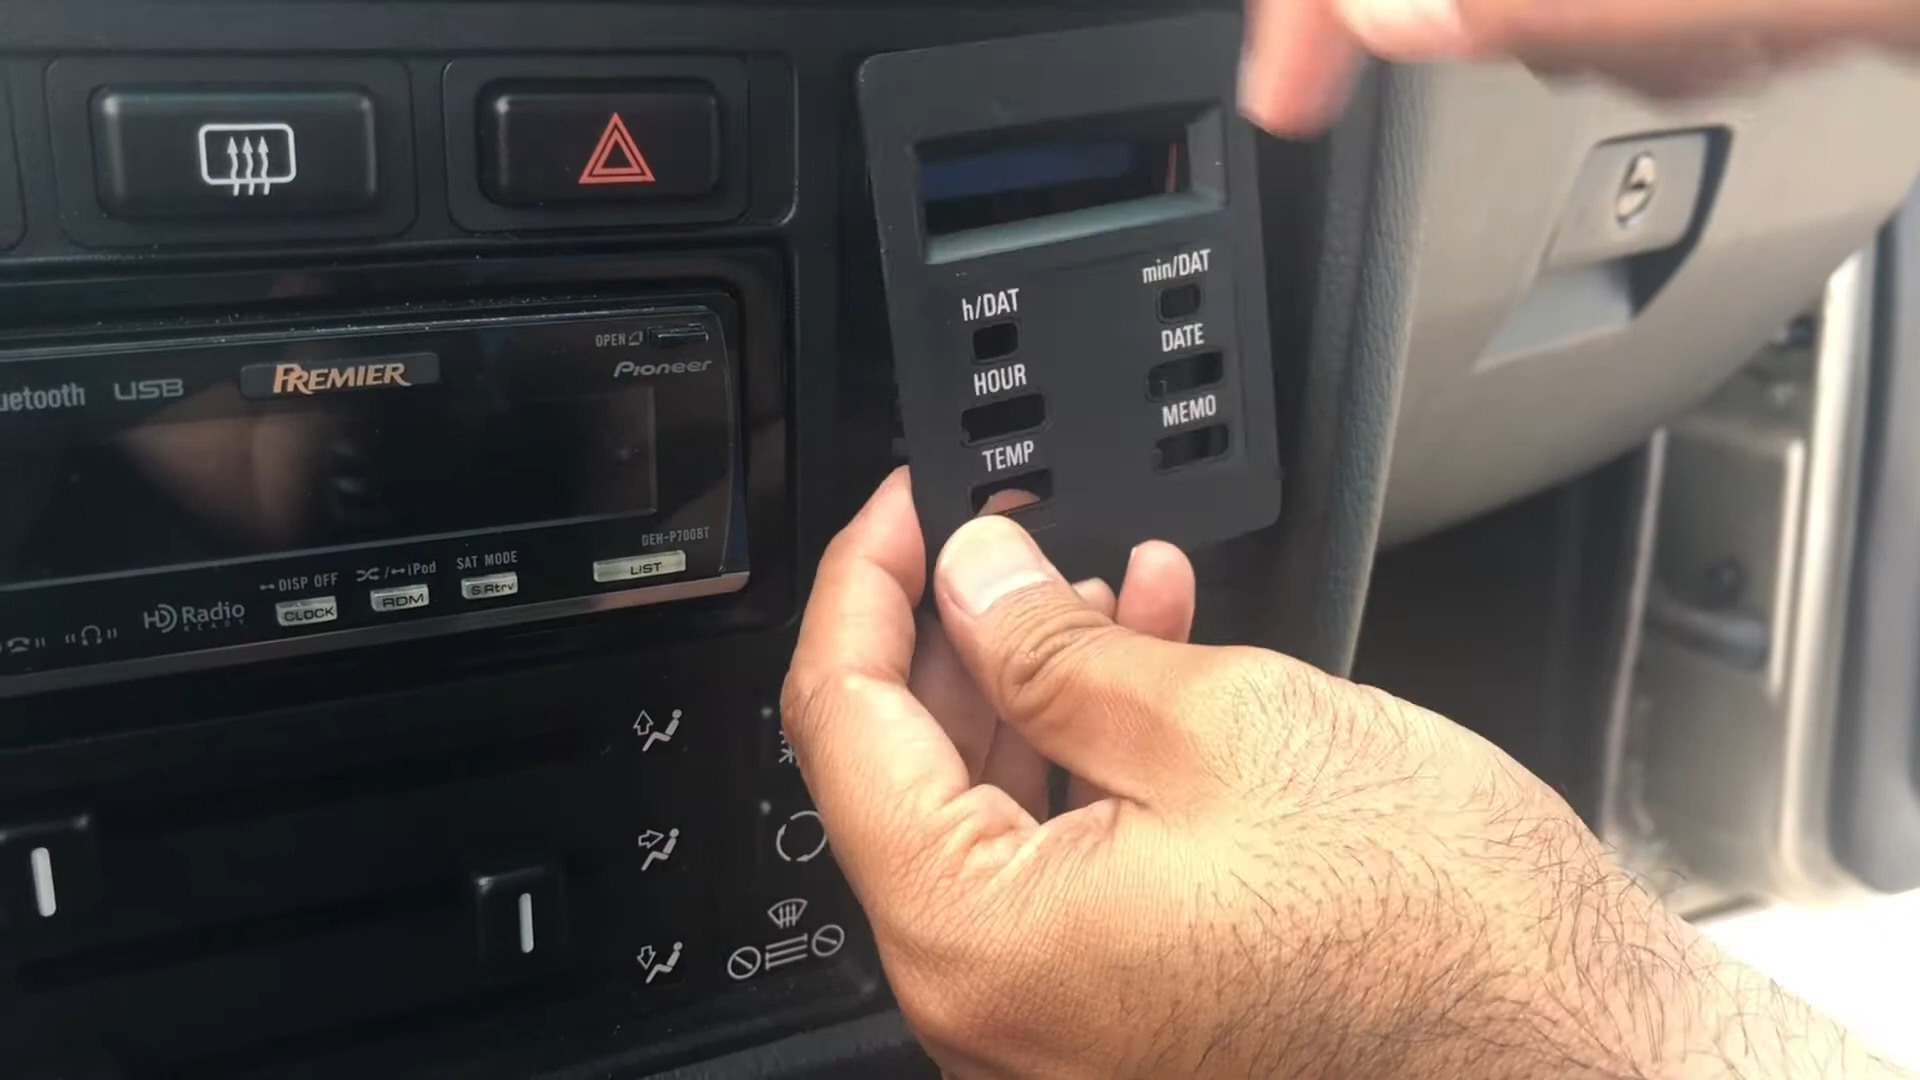 OPEN
uetooth USB PREMIER Pioneer
DEH-P700BT
DISP OFF
/ iPod
SAT MODE
HD Radio
READY
CLOCK
RDM
S.Rtrv
LIST
h/DAT
min/DAT
HOUR
DATE
TEMP
MEMO